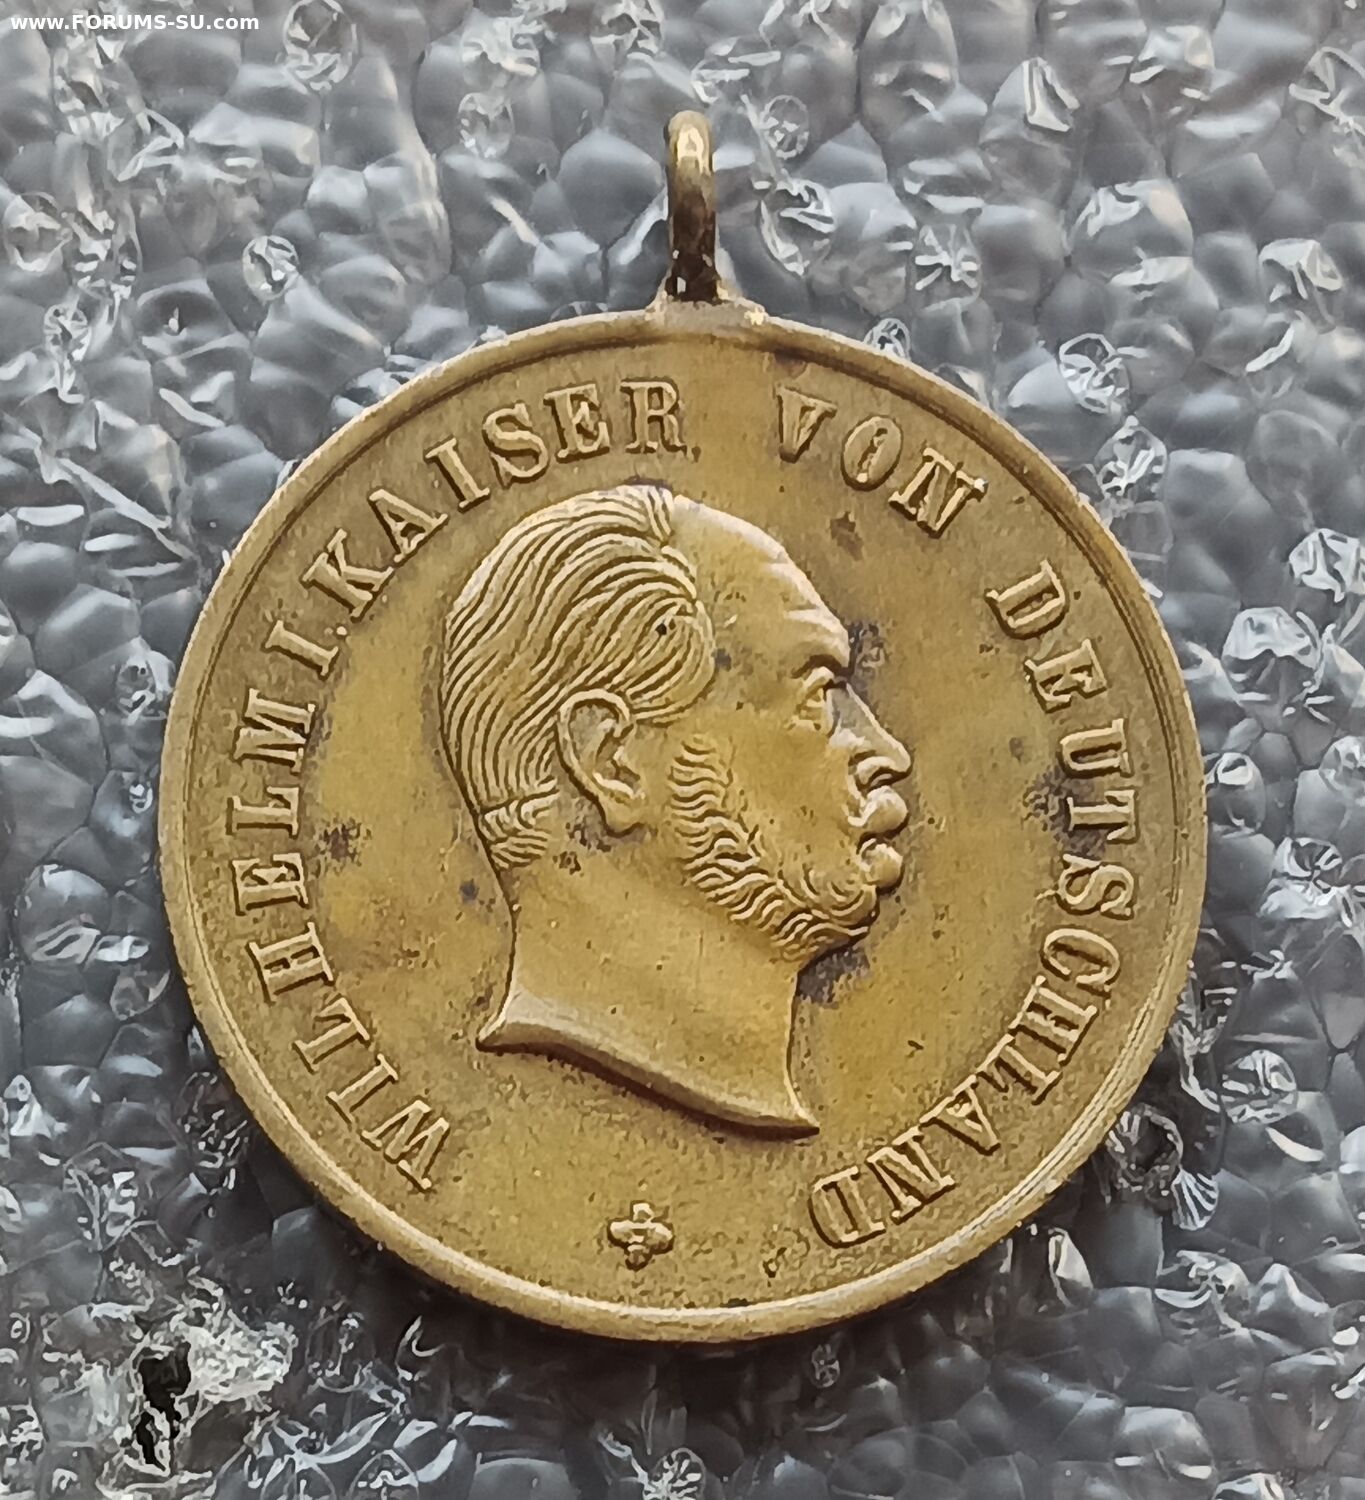 www.FORUMS-SU.com
WILHELM I.KAISER VON DEUTSCHLAND